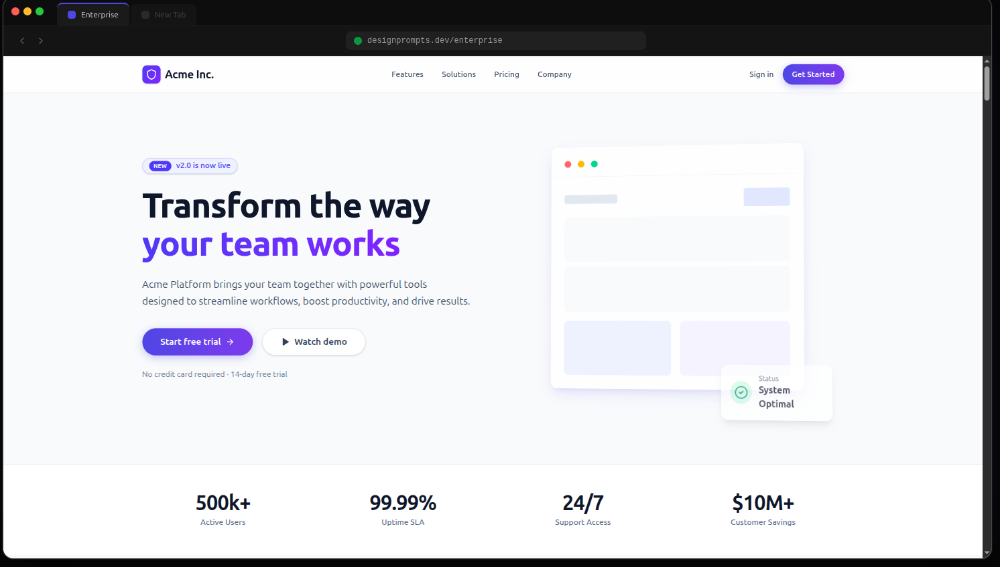 Enterprise
New Tab
designprompts.dev/enterprise
Acme Inc.
Features
Solutions
Pricing
Company
Sign in
Get Started
NEW v2.0 is now live
Transform the way
your team works
Acme Platform brings your team together with powerful tools
designed to streamline workflows, boost productivity, and drive results.
Start free trial →
Watch demo
No credit card required · 14-day free trial
Status
System
Optimal
500k+
Active Users
99.99%
Uptime SLA
24/7
Support Access
$10M+
Customer Savings